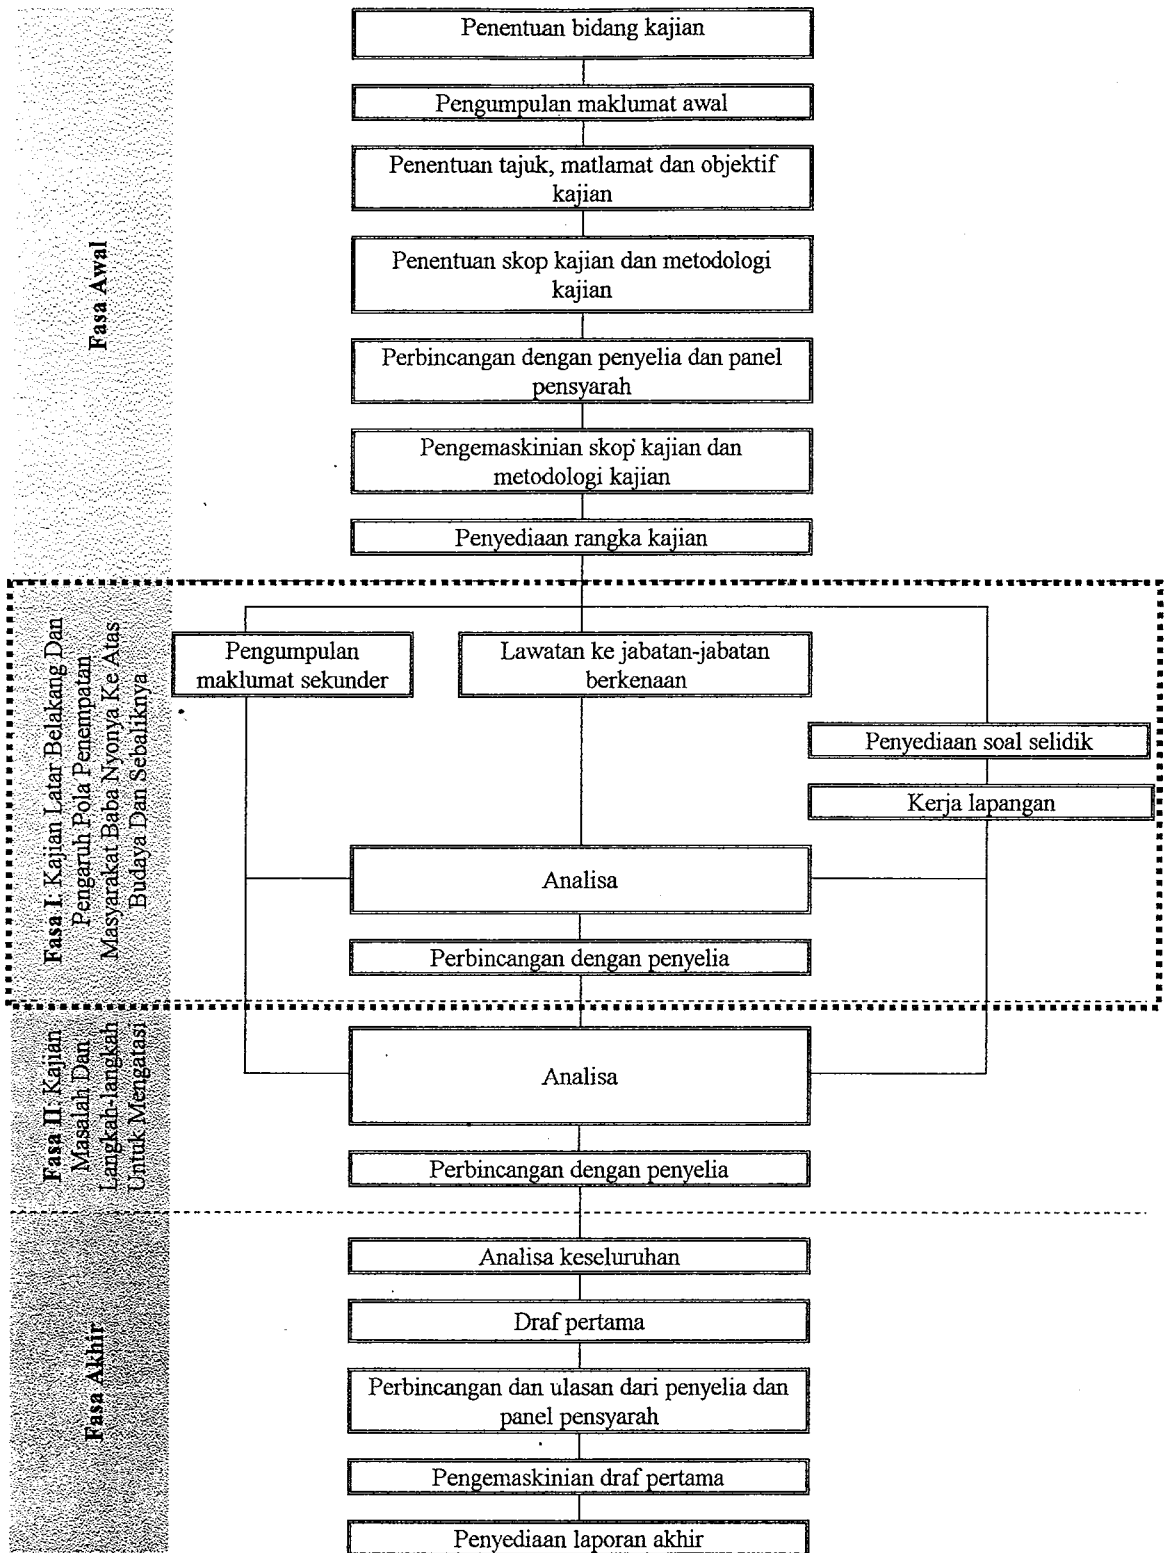 Fasa Awal
Penentuan bidang kajian
Pengumpulan maklumat awal
Penentuan tajuk, matlamat dan objektif
kajian
Penentuan skop kajian dan metodologi
kajian
Perbincangan dengan penyelia dan panel
pensyarah
Pengemaskinian skop kajian dan
metodologi kajian
Penyediaan rangka kajian
Fasa I: Kajian Latar Belakang Dan
Pengaruh Pola Penempatan
Masyarakat Baba Nyonya Ke Atas
Budaya Dan Sebaliknya
Pengumpulan
maklumat sekunder
Lawatan ke jabatan-jabatan
berkenaan
Penyediaan soal selidik
Kerja lapangan
Analisa
Perbincangan dengan penyelia
Fasa II: Kajian
Masalah Dan
Langkah-langkah
Untuk Mengatasi
Analisa
Perbincangan dengan penyelia
Fasa Akhir
Analisa keseluruhan
Draf pertama
Perbincangan dan ulasan dari penyelia dan
panel pensyarah
Pengemaskinian draf pertama
Penyediaan laporan akhir